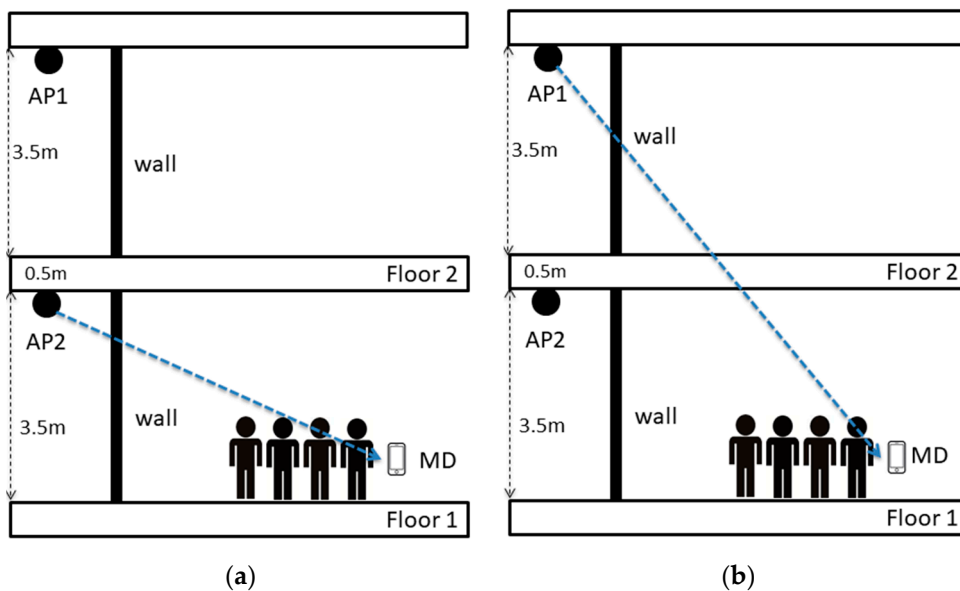 AP1
3.5m
wall
0.5m
Floor 2
AP2
3.5m
wall
MD
Floor 1
(a)
AP1
3.5m
wall
0.5m
Floor 2
AP2
3.5m
wall
MD
Floor 1
(b)